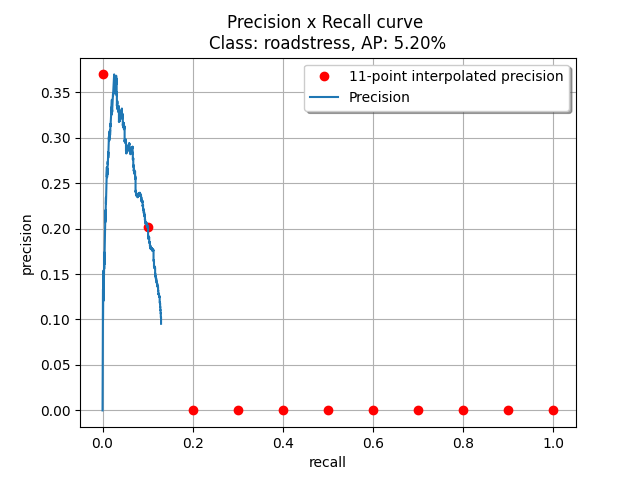 Precision x Recall curve
Class: roadstress, AP: 5.20%
11-point interpolated precision
Precision
precision
0.35
0.30
0.25
0.20
0.15
0.10
0.05
0.00
0.0 0.2 0.4 0.6 0.8 1.0
recall